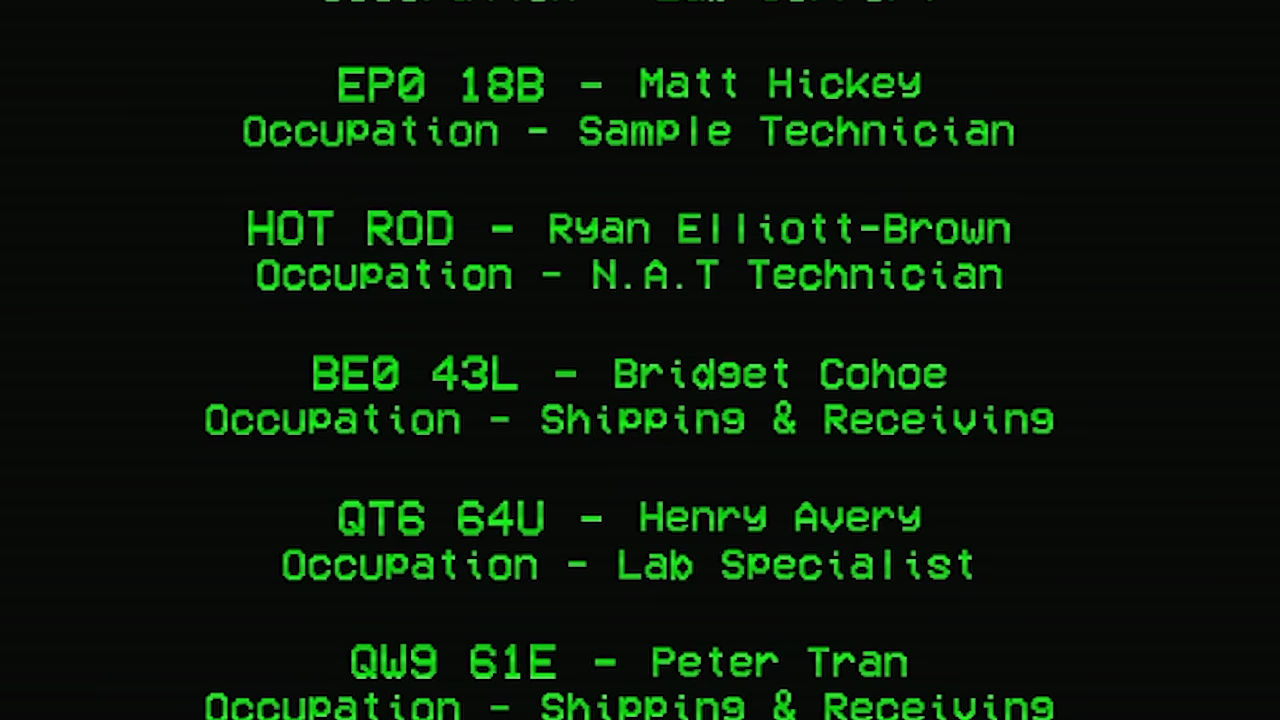 EP0 18B - Matt Hickey
Occupation - Sample Technician
HOT ROD - Ryan Elliott-Brown
Occupation - N.A.T Technician
BE0 43L - Bridget Cohoe
Occupation - Shipping & Receiving
QT6 64U - Henry Avery
Occupation - Lab Specialist
QW9 61E - Peter Tran
Occupation - Shipping & Receiving